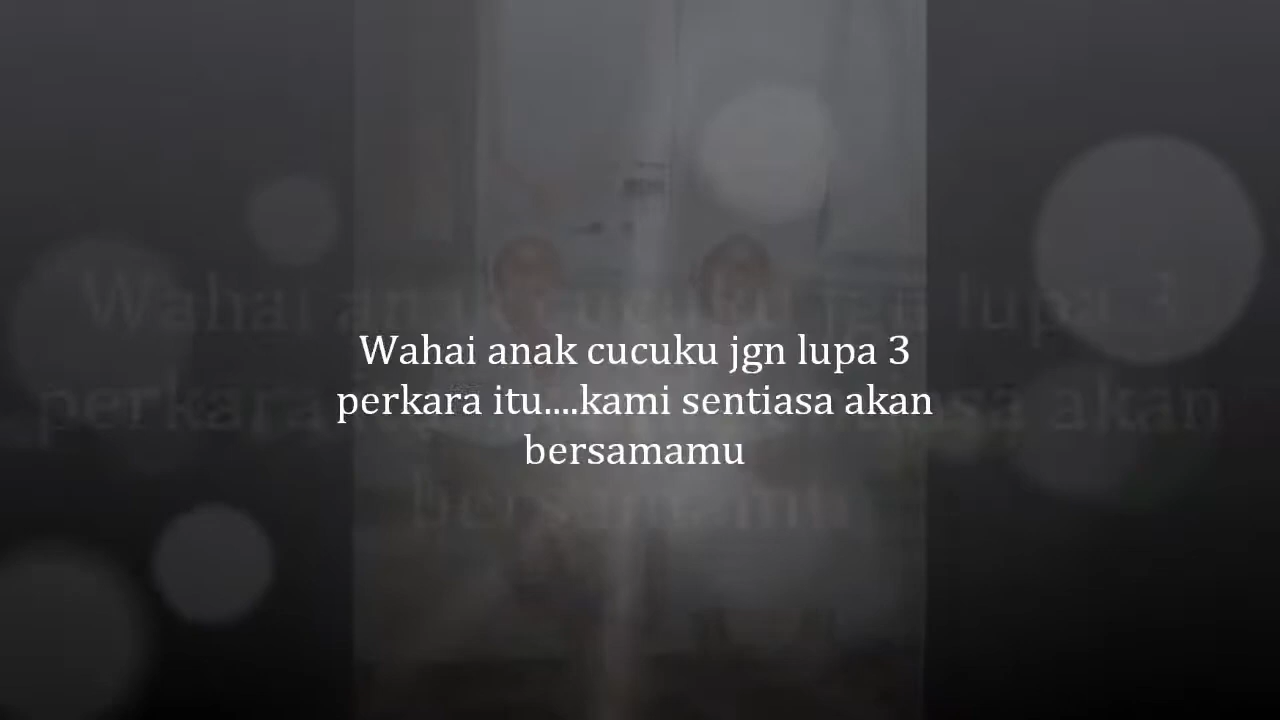 Wahai anak cucuku jgn lupa 3
perkara itu....kami sentiasa akan
bersamamu